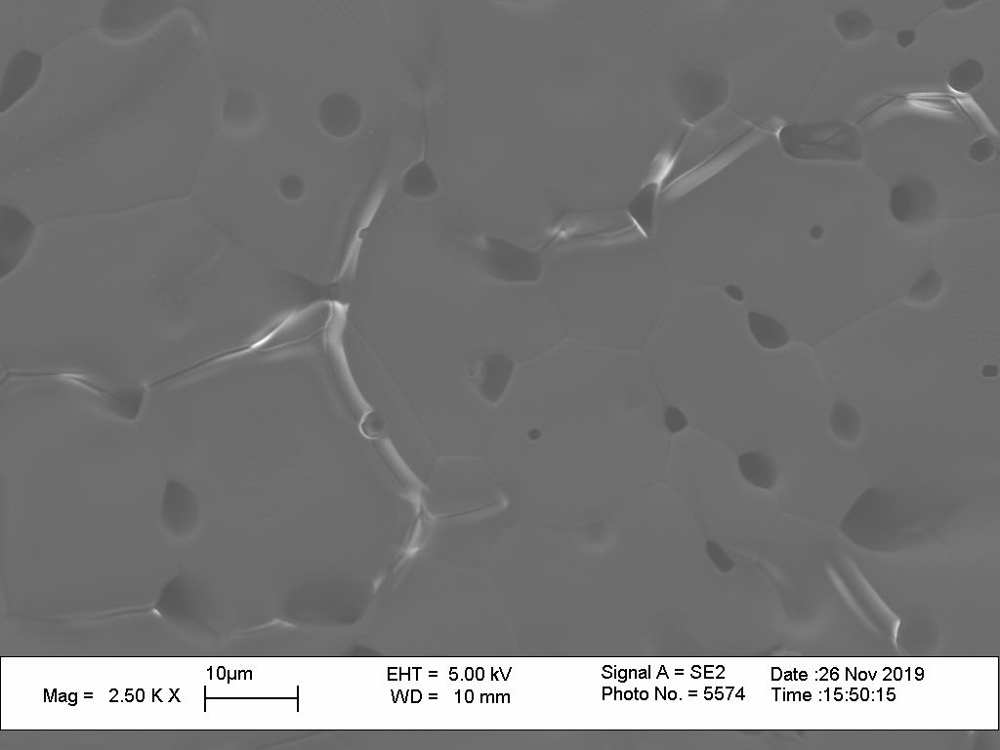 10µm
Mag = 2.50 K X
EHT = 5.00 kV
WD = 10 mm
Signal A = SE2
Photo No. = 5574
Date :26 Nov 2019
Time :15:50:15